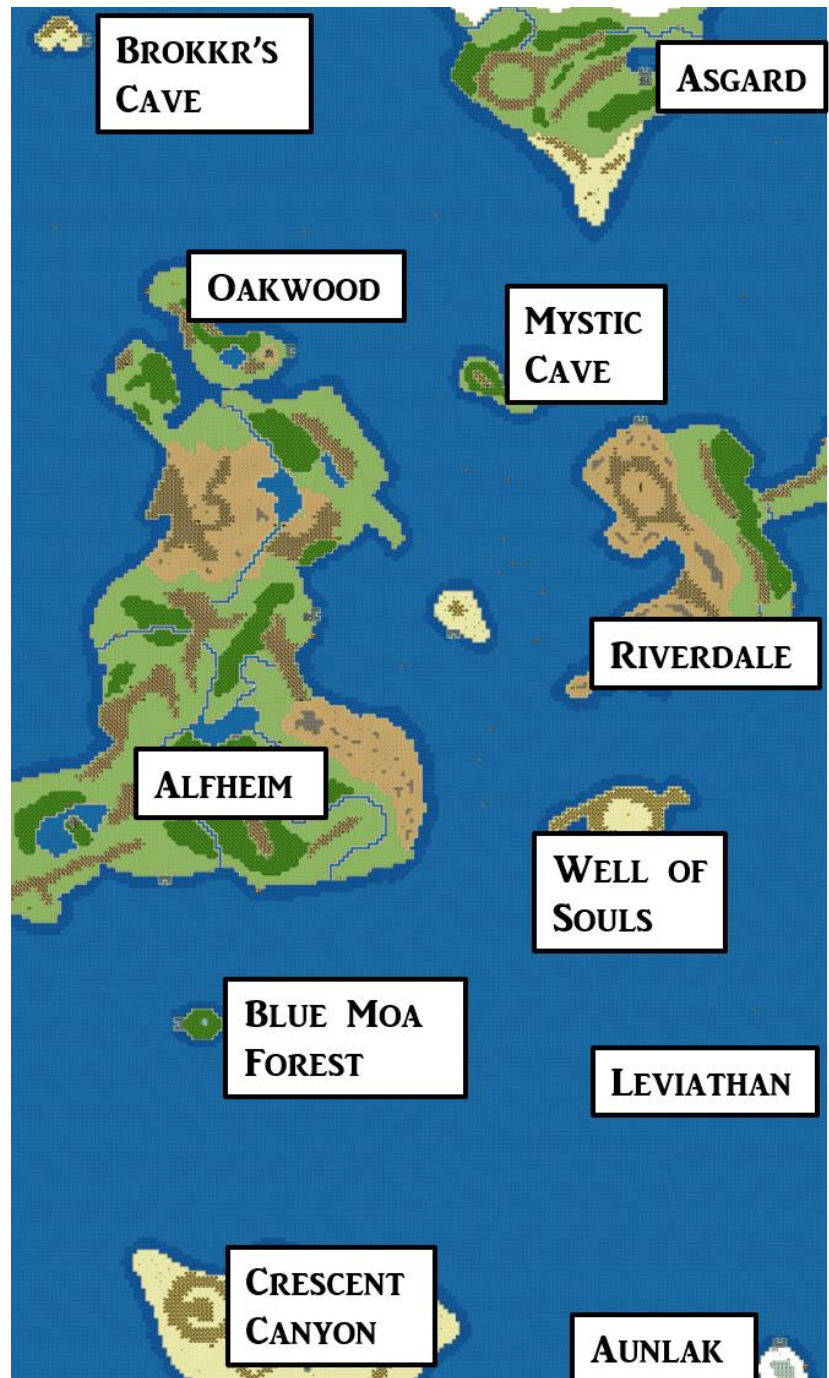 BROKKR'S
CAVE
ASGARD
OAKWOOD
MYSTIC
CAVE
RIVERDALE
ALFHEIM
WELL OF
SOULS
BLUE MOA
FOREST
LEVIATHAN
CRESCENT
CANYON
AUNLAK